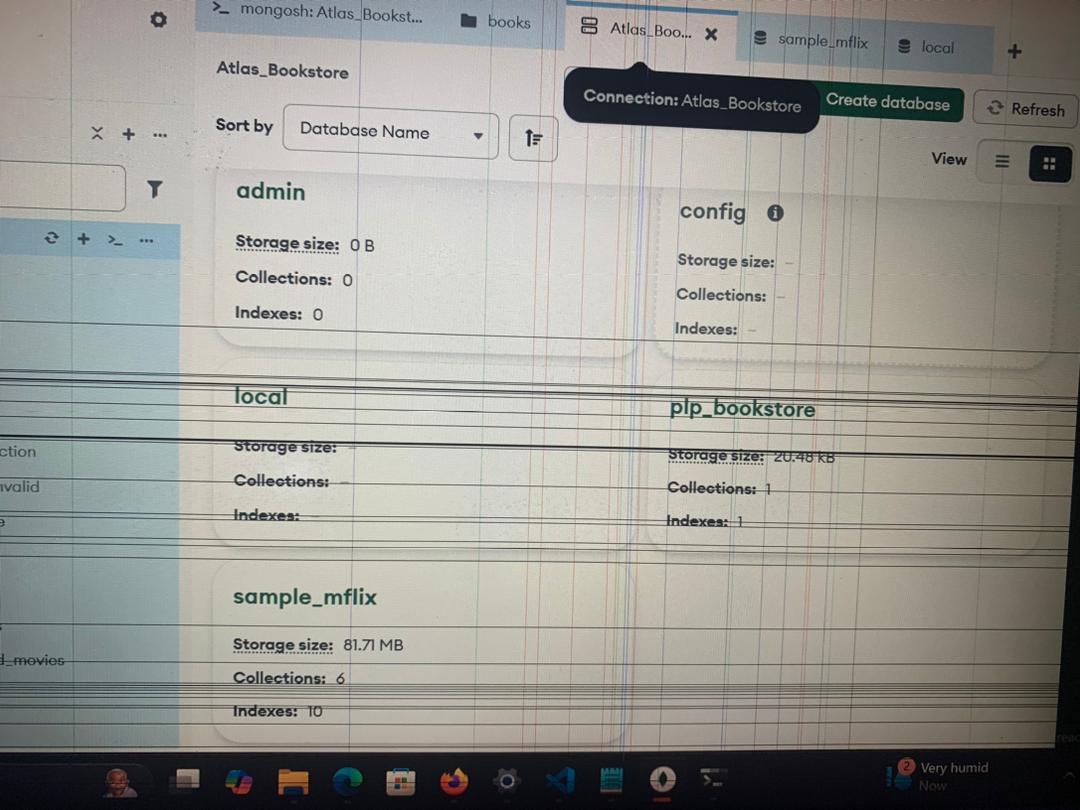 mongosh: Atlas_Bookst...
books
Atlas_Boo...
sample_mflix
local
Atlas_Bookstore
Connection: Atlas_Bookstore
Create database
Refresh
Sort by
Database Name
View
admin
Storage size: 0 B
Collections: 0
Indexes: 0
config
Storage size: –
Collections: –
Indexes: –
local
Storage size: –
Collections: –
Indexes: –
plp_bookstore
Storage size: 20.48 kB
Collections: 1
Indexes: 1
sample_mflix
Storage size: 81.71 MB
Collections: 6
Indexes: 10
ction
nvalid
d_movies
2
Very humid
Now